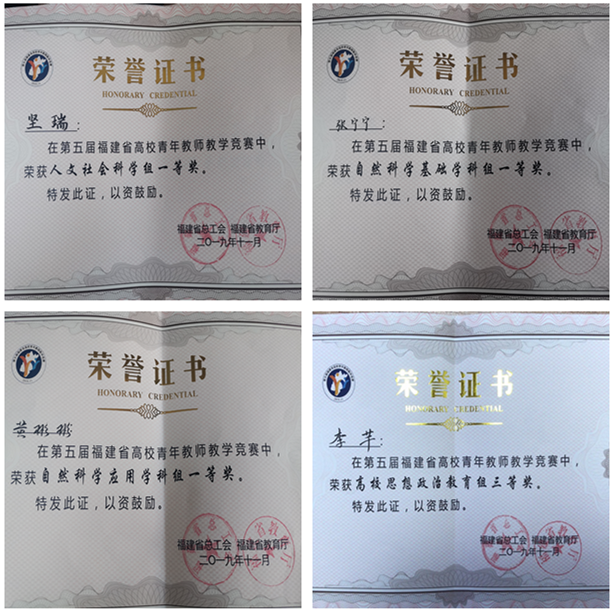 荣誉证书
HONORARY CREDENTIAL
坚瑞：
在第五届福建省高校青年教师教学竞赛中，
荣获人文社会科学组一等奖。
特发此证，以资鼓励。
福建省总工会 福建省教育厅
二〇一九年十一月
荣誉证书
HONORARY CREDENTIAL
张宁宁：
在第五届福建省高校青年教师教学竞赛中，
荣获自然科学基础学科组一等奖。
特发此证，以资鼓励。
福建省总工会 福建省教育厅
二〇一九年十一月
荣誉证书
HONORARY CREDENTIAL
黄彬彬
在第五届福建省高校青年教师教学竞赛中，
荣获自然科学应用学科组一等奖。
特发此证，以资鼓励。
福建省总工会 福建省教育厅
二〇一九年十一月
荣誉证书
HONORARY CREDENTIAL
李芊：
在第五届福建省高校青年教师教学竞赛中，
荣获高校思想政治教育组三等奖。
特发此证，以资鼓励。
福建省总工会 福建省教育厅
二〇一九年十一月